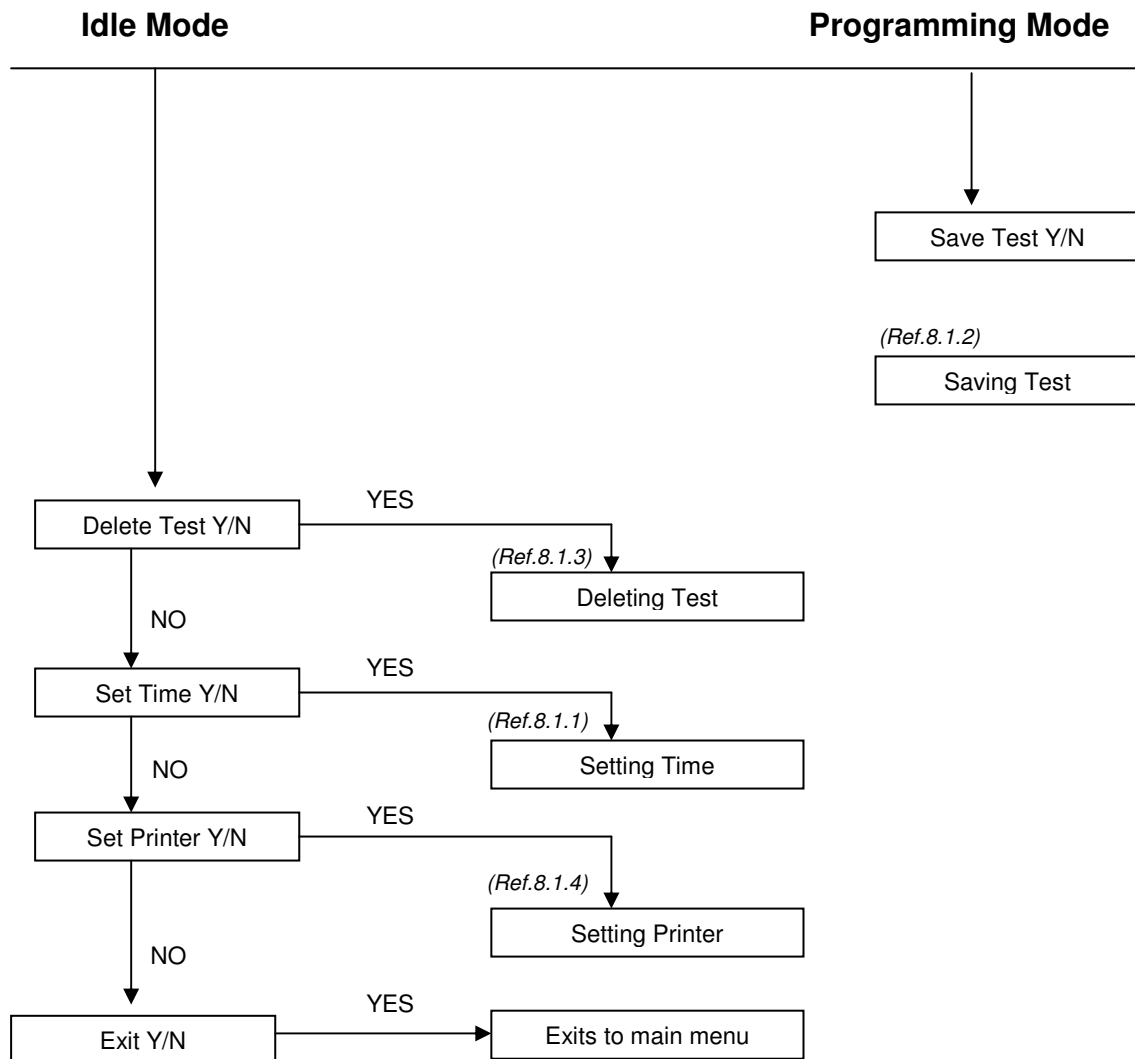 Idle Mode
Programming Mode
Save Test Y/N
(Ref.8.1.2)
Saving Test
Delete Test Y/N
YES
(Ref.8.1.3)
Deleting Test
NO
Set Time Y/N
YES
(Ref.8.1.1)
Setting Time
NO
Set Printer Y/N
YES
(Ref.8.1.4)
Setting Printer
NO
Exit Y/N
YES
Exits to main menu